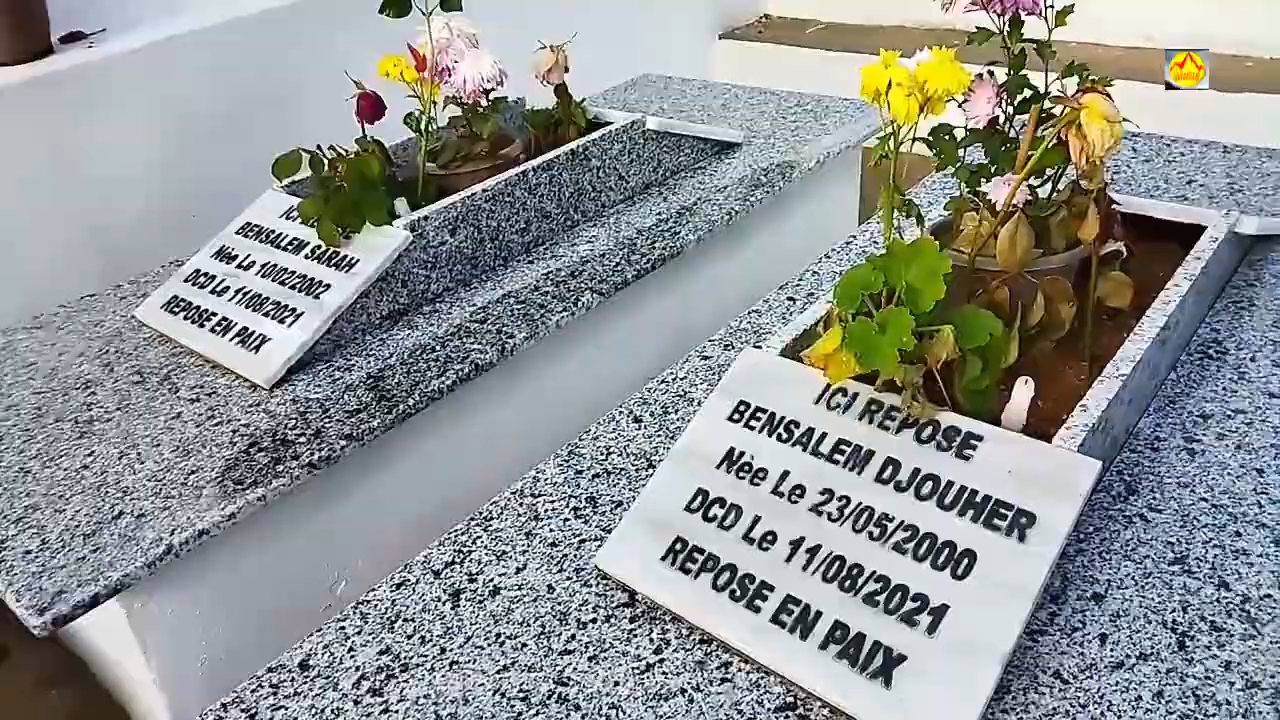 ICI
BENSALEM SARAH
Née Le 10/02/2002
DCD Le 11/08/2021
REPOSE EN PAIX
ICI REPOSE
BENSALEM DJOUHER
Nèe Le 23/05/2000
DCD Le 11/08/2021
REPOSE EN PAIX